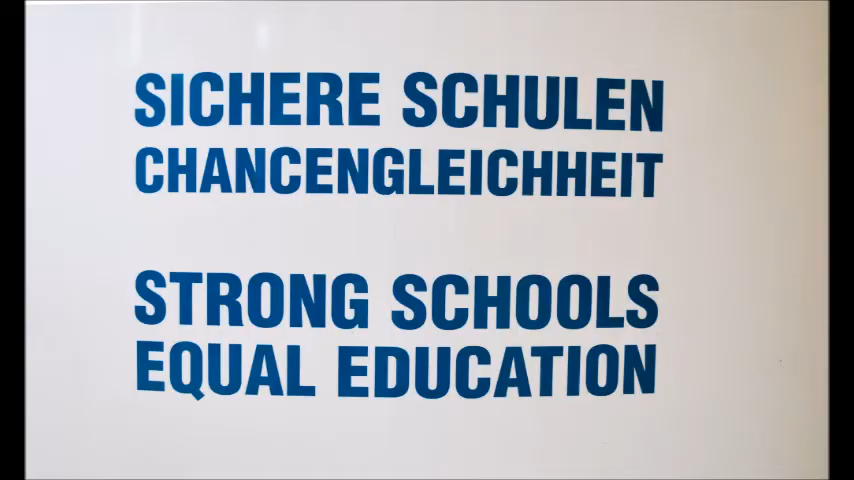 SICHERE SCHULEN
CHANCENGLEICHHEIT
STRONG SCHOOLS
EQUAL EDUCATION